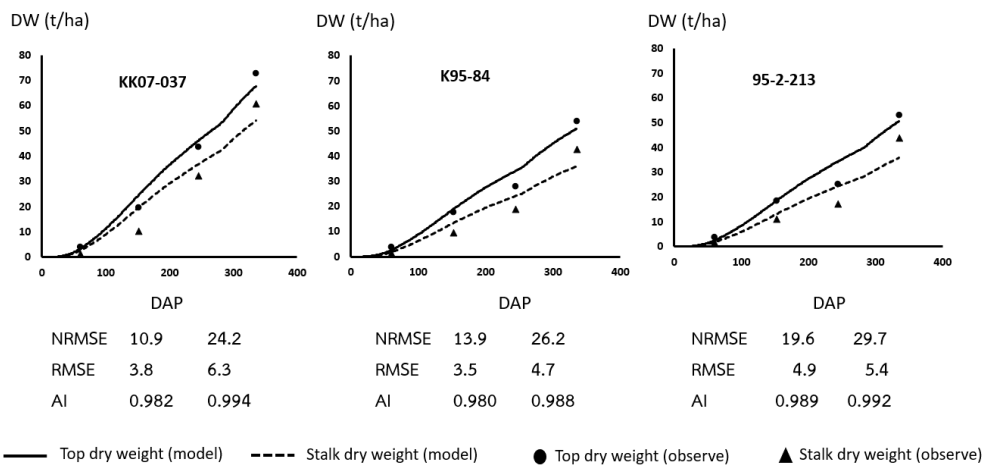 DW (t/ha) DW (t/ha) DW (t/ha)
KK07-037 K95-84 95-2-213
80 80 80
70 70 70
60 60 60
50 50 50
40 40 40
30 30 30
20 20 20
10 10 10
0 0 0
0 100 200 300 400 0 100 200 300 400 0 100 200 300 400
DAP DAP DAP
NRMSE 10.9 24.2 NRMSE 13.9 26.2 NRMSE 19.6 29.7
RMSE 3.8 6.3 RMSE 3.5 4.7 RMSE 4.9 5.4
AI 0.982 0.994 AI 0.980 0.988 AI 0.989 0.992
Top dry weight (model) Stalk dry weight (model) Top dry weight (observe) Stalk dry weight (observe)